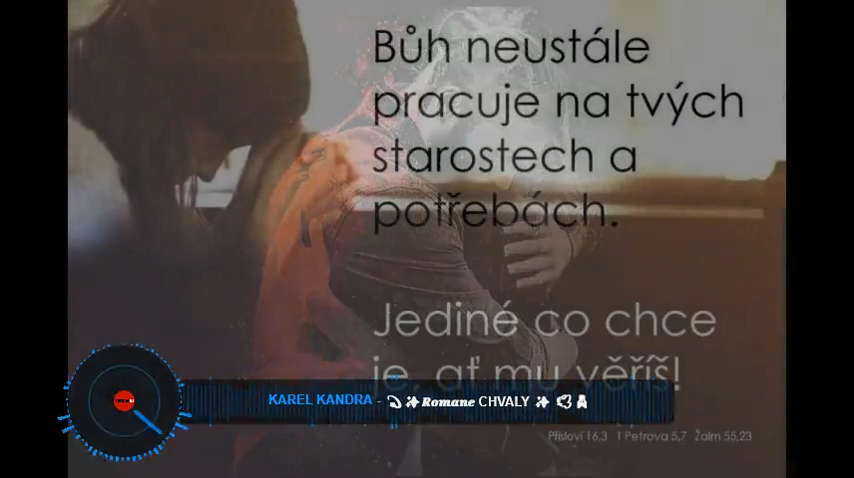 Bůh neustále
pracuje na tvých
starostech a
potřebách.
Jediné co chce
je, ať mu věříš!
KAREL KANDRA - Romane CHVALY
Přísloví 16,3 1 Petrova 5,7 Žalm 55,23